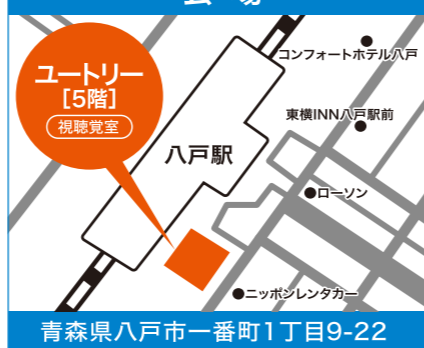 会場
コンフォートホテル八戸
ユートリー
[5階]
視聴覚室
東横INN八戸駅前
八戸駅
●ローソン
●ニッポンレンタカー
青森県八戸市一番町1丁目9-22